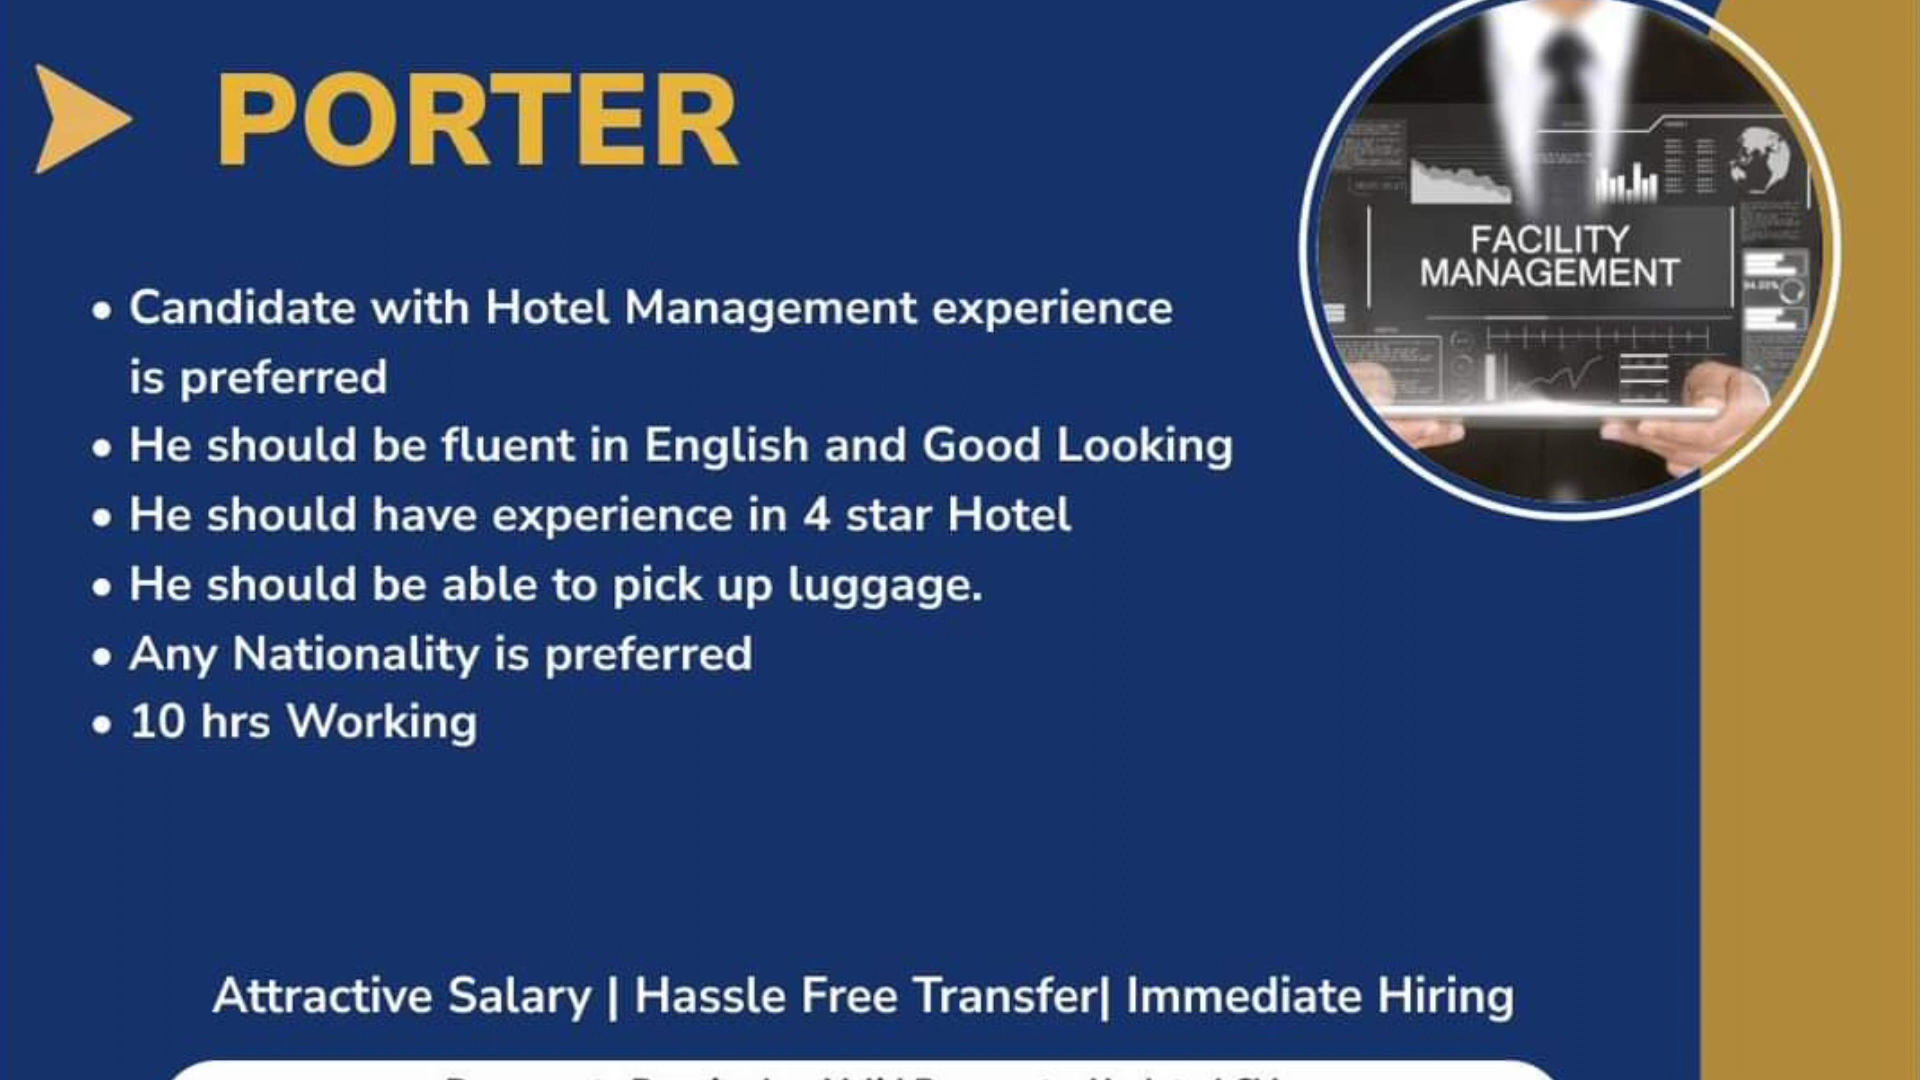 PORTER
FACILITY
MANAGEMENT
• Candidate with Hotel Management experience
is preferred
• He should be fluent in English and Good Looking
• He should have experience in 4 star Hotel
• He should be able to pick up luggage.
• Any Nationality is preferred
• 10 hrs Working
Attractive Salary | Hassle Free Transfer| Immediate Hiring